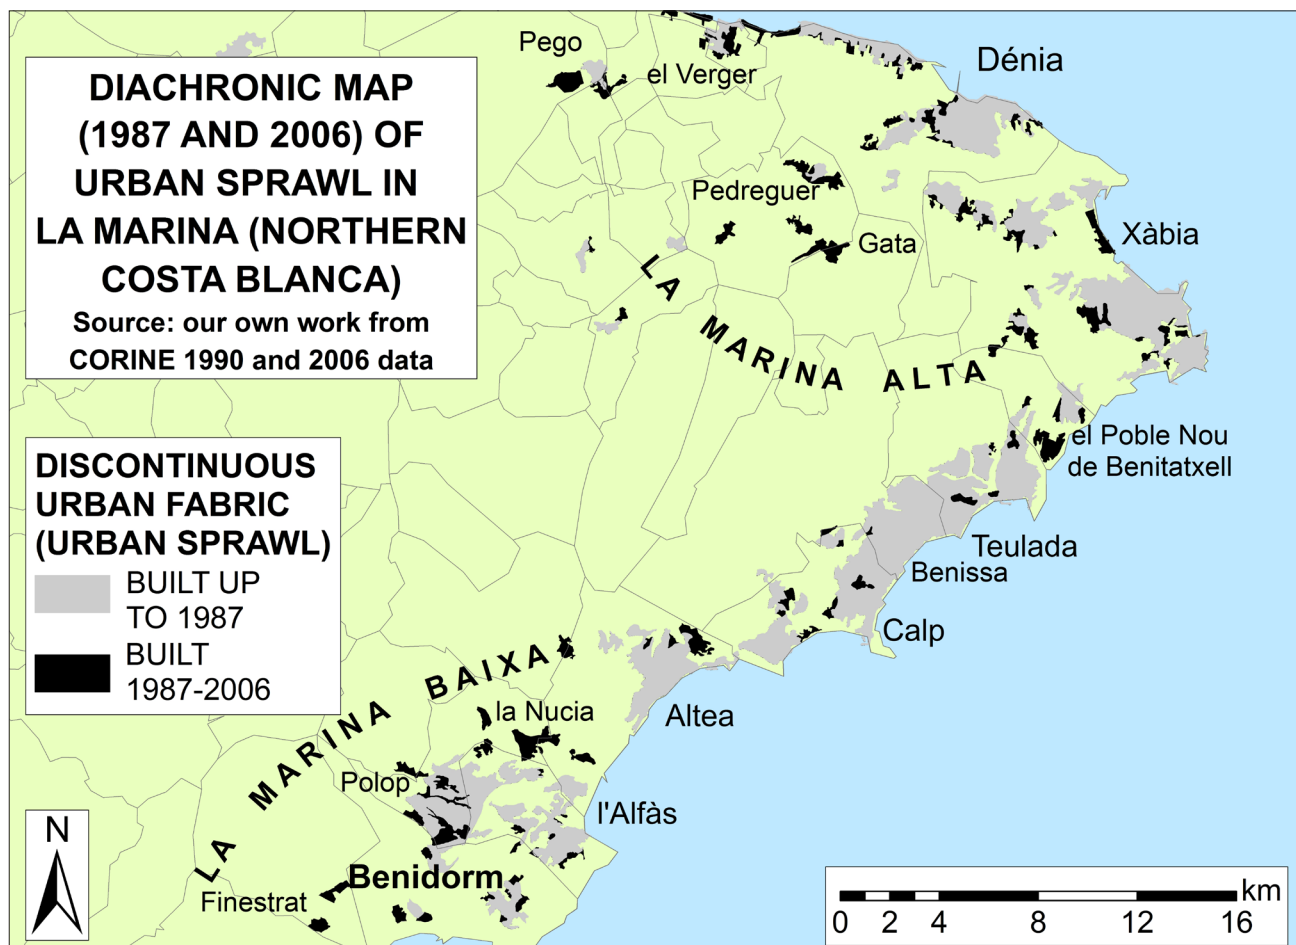 DIACHRONIC MAP
(1987 AND 2006) OF
URBAN SPRAWL IN
LA MARINA (NORTHERN
COSTA BLANCA)
Source: our own work from
CORINE 1990 and 2006 data
Pego
el Verger
Dénia
Pedreguer
Gata
Xàbia
LA MARINA ALTA
el Poble Nou
de Benitatxell
DISCONTINUOUS
URBAN FABRIC
(URBAN SPRAWL)
BUILT UP
TO 1987
BUILT
1987-2006
Teulada
Benissa
Calp
LA MARINA BAIXA
la Nucia
Altea
Polop
l'Alfàs
Benidorm
Finestrat
N
km
0 2 4 8 12 16